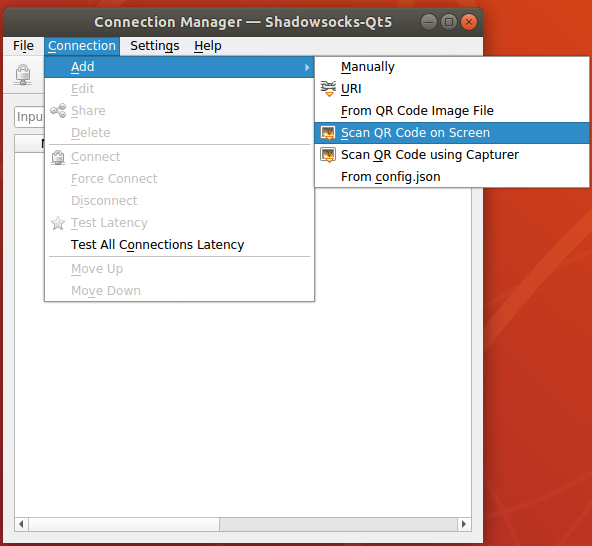 Connection Manager — Shadowsocks-Qt5
File Connection Settings Help
Add
Manually
Edit
URI
Share
From QR Code Image File
Inpu
Delete
Scan QR Code on Screen
Connect
Scan QR Code using Capturer
Force Connect
From config.json
Disconnect
Test Latency
Test All Connections Latency
Move Up
Move Down